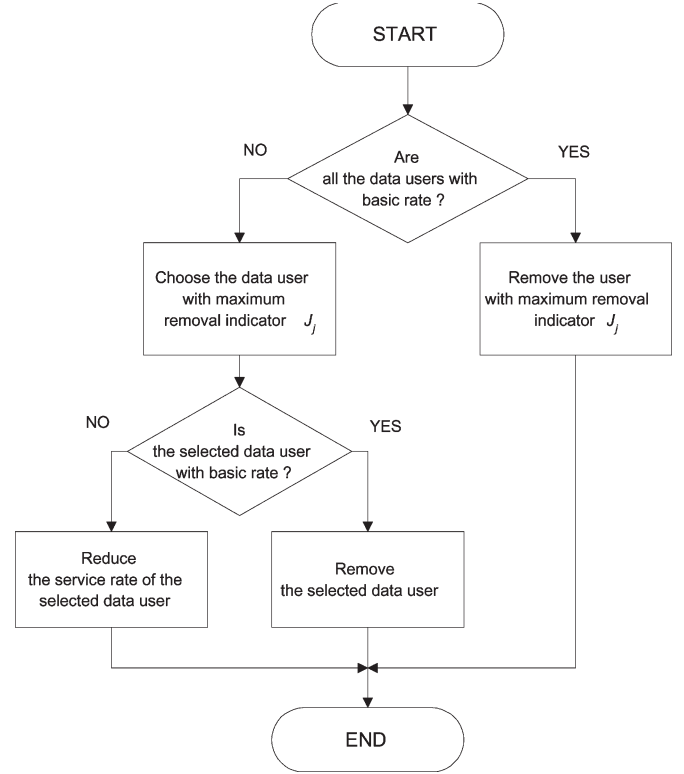 START
NO
YES
Are
all the data users with
basic rate ?
Choose the data user
with maximum
removal indicator Jj
Remove the user
with maximum removal
indicator Jj
NO
YES
Is
the selected data user
with basic rate ?
Reduce
the service rate of the
selected data user
Remove
the selected data user
END